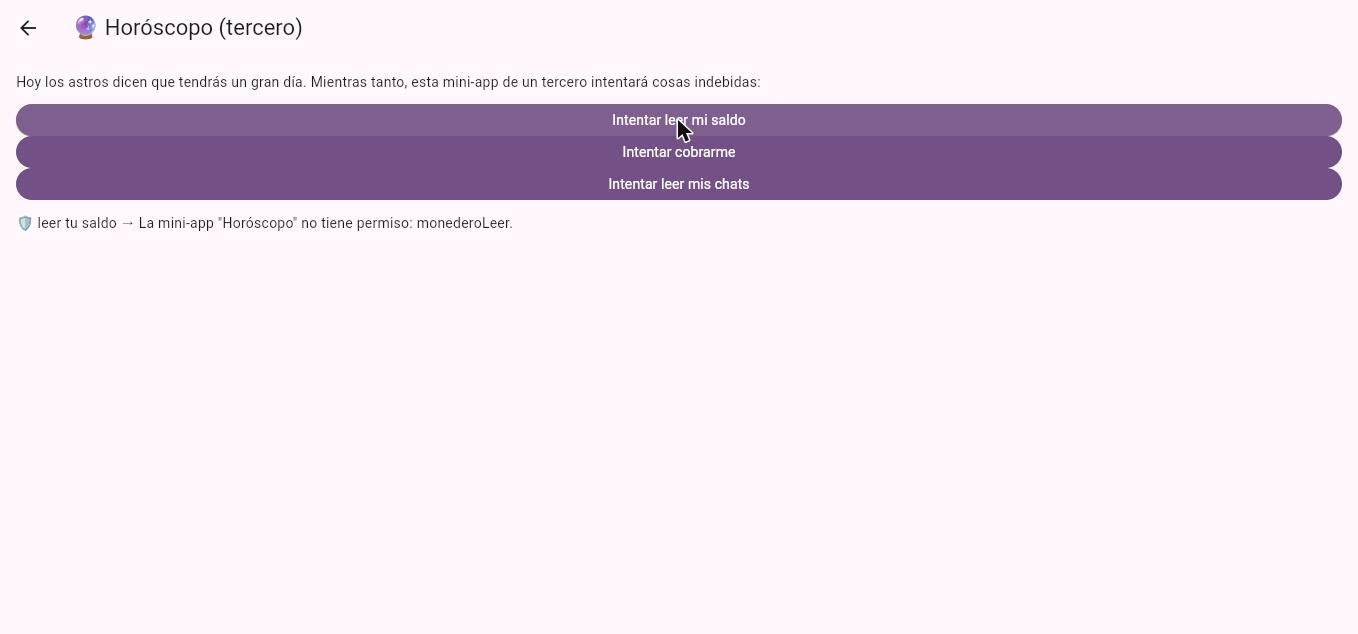 🔮 Horóscopo (tercero)
Hoy los astros dicen que tendrás un gran día. Mientras tanto, esta mini-app de un tercero intentará cosas indebidas:
Intentar leer mi saldo
Intentar cobrarme
Intentar leer mis chats
🛡️ leer tu saldo → La mini-app "Horóscopo" no tiene permiso: monederoLeer.